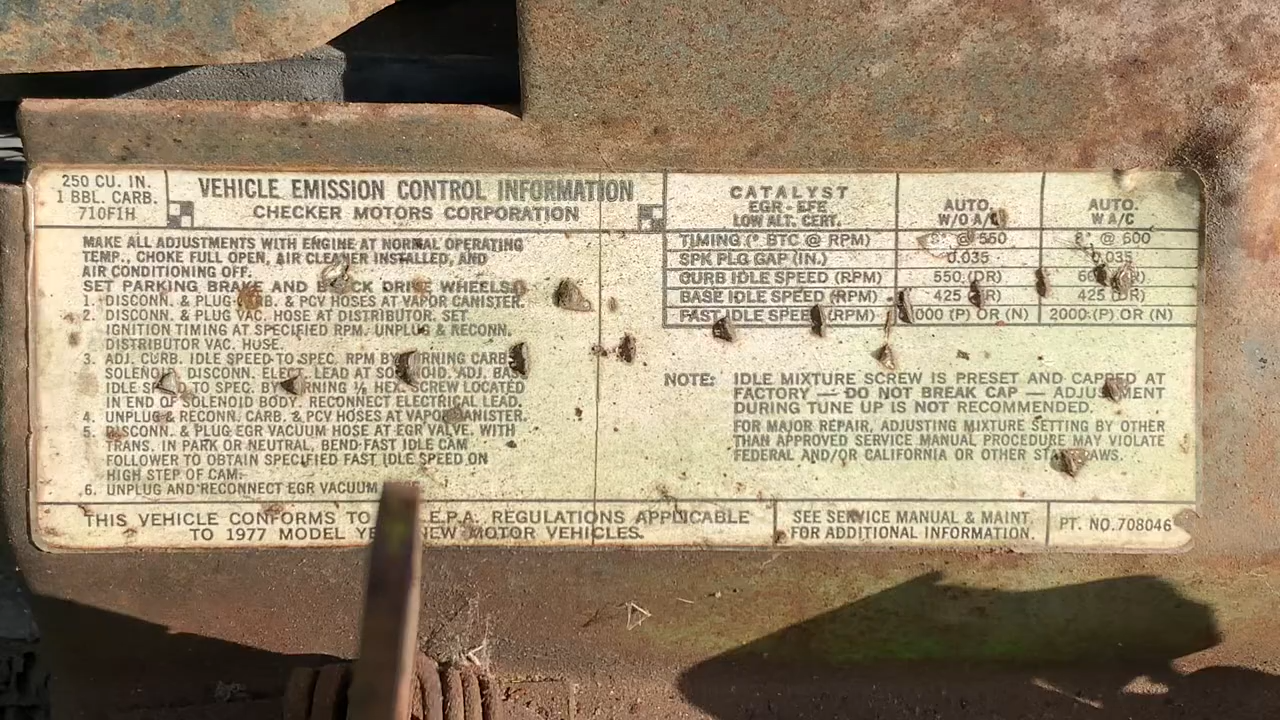 250 CU. IN.
1 BBL. CARB.
710F1H
VEHICLE EMISSION CONTROL INFORMATION
CHECKER MOTORS CORPORATION
MAKE ALL ADJUSTMENTS WITH ENGINE AT NORMAL OPERATING
TEMP., CHOKE FULL OPEN, AIR CLEANER INSTALLED, AND
AIR CONDITIONING OFF.
SET PARKING BRAKE AND BLOCK DRIVE WHEELS.
1. DISCONN. & PLUG CARB. & PCV HOSES AT VAPOR CANISTER.
2. DISCONN. & PLUG VAC. HOSE AT DISTRIBUTOR. SET
IGNITION TIMING AT SPECIFIED RPM. UNPLUG & RECONN.
DISTRIBUTOR VAC. HOSE.
3. ADJ. CURB. IDLE SPEED TO SPEC. RPM BY TURNING CARB.
SOLENOID. DISCONN. ELECT. LEAD AT SOLENOID. ADJ. BASE
IDLE SPEED TO SPEC. BY TURNING ⅛ HEX SCREW LOCATED
IN END OF SOLENOID BODY. RECONNECT ELECTRICAL LEAD.
4. UNPLUG & RECONN. CARB. & PCV HOSES AT VAPOR CANISTER.
5. DISCONN. & PLUG EGR VACUUM HOSE AT EGR VALVE. WITH
TRANS. IN PARK OR NEUTRAL, BEND FAST IDLE CAM
FOLLOWER TO OBTAIN SPECIFIED FAST IDLE SPEED ON
HIGH STEP OF CAM.
6. UNPLUG AND RECONNECT EGR VACUUM
CATALYST
EGR - EFE
LOW ALT. CERT.
AUTO.
W/O A/C
AUTO.
W A/C
TIMING (° BTC @ RPM) @ 550 8° @ 600
SPK PLG GAP (IN.) 0.035 0.035
CURB IDLE SPEED (RPM) 550 (DR) (DR)
BASE IDLE SPEED (RPM) 425 (DR) 425 (DR)
FAST IDLE SPEED (RPM) 2000 (P) OR (N) 2000 (P) OR (N)
NOTE: IDLE MIXTURE SCREW IS PRESET AND CAPPED AT
FACTORY — DO NOT BREAK CAP — ADJUSTMENT
DURING TUNE UP IS NOT RECOMMENDED.
FOR MAJOR REPAIR, ADJUSTING MIXTURE SETTING BY OTHER
THAN APPROVED SERVICE MANUAL PROCEDURE MAY VIOLATE
FEDERAL AND/OR CALIFORNIA OR OTHER STATE LAWS.
THIS VEHICLE CONFORMS TO E.P.A. REGULATIONS APPLICABLE
TO 1977 MODEL YEAR NEW MOTOR VEHICLES.
SEE SERVICE MANUAL & MAINT.
FOR ADDITIONAL INFORMATION.
PT. NO. 708046